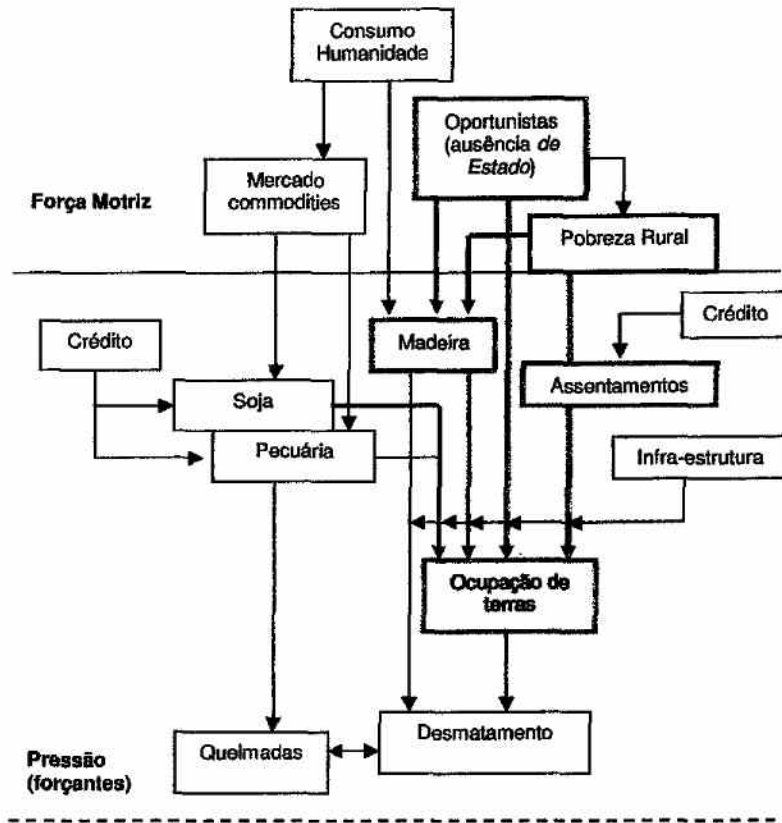 Consumo
Humanidade
Oportunistas
(ausência de
Estado)
Mercado
commodities
Força Motriz
Pobreza Rural
Crédito
Madeira
Crédito
Assentamentos
Soja
Pecuária
Infra-estrutura
Ocupação de
terras
Desmatamento
Queimadas
Pressão
(forçantes)